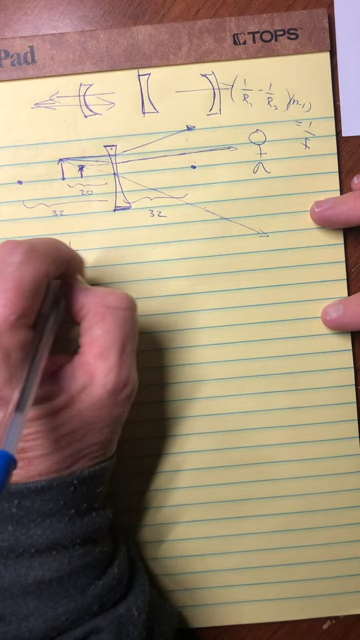 Pad
TOPS
= (1/R₁ - 1/R₂)(n-1)
= 1/f
20
32
32